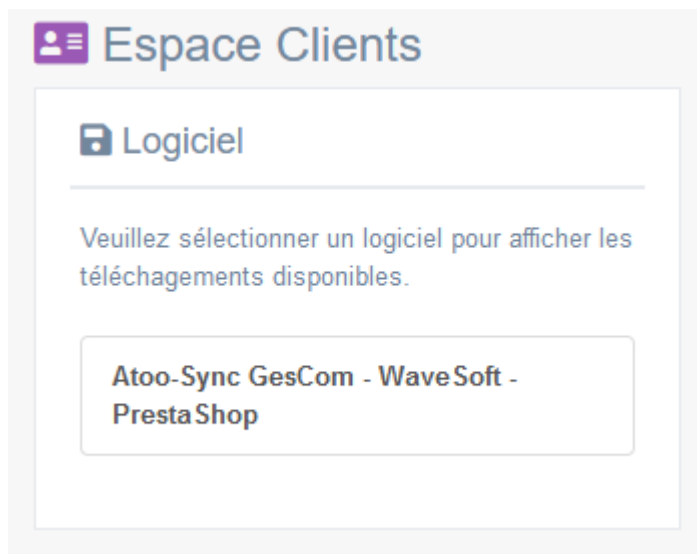 Espace Clients
Logiciel
Veuillez sélectionner un logiciel pour afficher les
téléchagements disponibles.
Atoo-Sync GesCom - WaveSoft -
PrestaShop